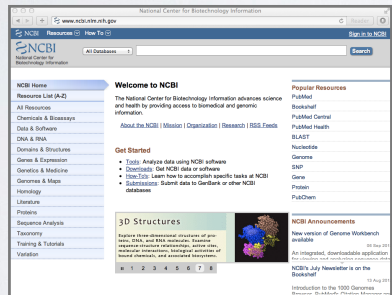 National Center for Biotechnology Information
www.ncbi.nlm.nih.gov
Reader
NCBI Resources How To
Sign in to NCBI
NCBI
National Center for
Biotechnology Information
All Databases
Search
NCBI Home
Resource List (A-Z)
All Resources
Chemicals & Bioassays
Data & Software
DNA & RNA
Domains & Structures
Genes & Expression
Genetics & Medicine
Genomes & Maps
Homology
Literature
Proteins
Sequence Analysis
Taxonomy
Training & Tutorials
Variation
Welcome to NCBI
The National Center for Biotechnology Information advances science
and health by providing access to biomedical and genomic
information.
About the NCBI | Mission | Organization | Research | RSS Feeds
Get Started
Tools: Analyze data using NCBI software
Downloads: Get NCBI data or software
How-To's: Learn how to accomplish specific tasks at NCBI
Submissions: Submit data to GenBank or other NCBI
databases
3D Structures
Explore three-dimensional structures of pro-
teins, DNA, and RNA molecules. Examine
sequence-structure relationships, active sites,
molecular interactions, biological activities of
bound chemicals, and associated biosystems.
1 2 3 4 5 6 7 8
Popular Resources
PubMed
Bookshelf
PubMed Central
PubMed Health
BLAST
Nucleotide
Genome
SNP
Gene
Protein
PubChem
NCBI Announcements
New version of Genome Workbench
available
An integrated, downloadable application
NCBI's July Newsletter is on the
Bookshelf
Introduction to the 1000 Genomes